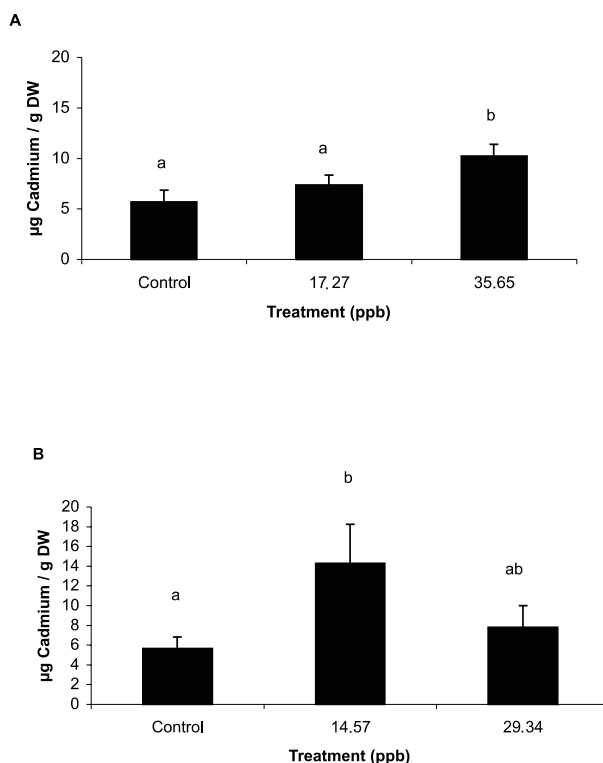 A
20
15
10
5
0
µg Cadmium / g DW
a
a
b
Control 17.27 35.65
Treatment (ppb)
B
20
18
16
14
12
10
8
6
4
2
0
µg Cadmium / g DW
a
b
ab
Control 14.57 29.34
Treatment (ppb)